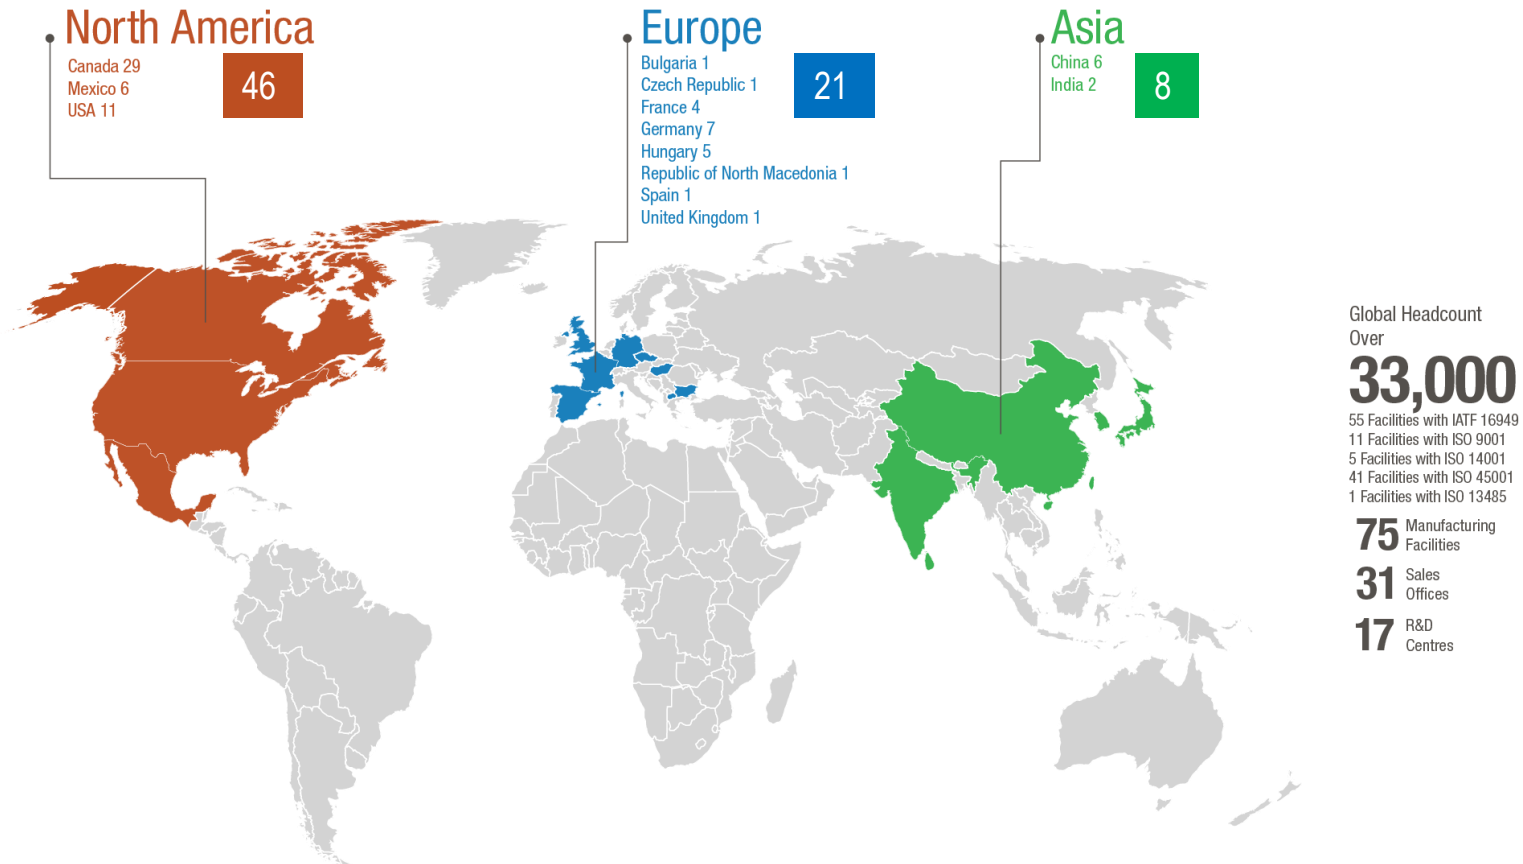 North America
Canada 29
Mexico 6
USA 11
46
Europe
Bulgaria 1
Czech Republic 1
France 4
Germany 7
Hungary 5
Republic of North Macedonia 1
Spain 1
United Kingdom 1
21
Asia
China 6
India 2
8
Global Headcount
Over
33,000
55 Facilities with IATF 16949
11 Facilities with ISO 9001
5 Facilities with ISO 14001
41 Facilities with ISO 45001
1 Facilities with ISO 13485
75 Manufacturing
Facilities
31 Sales
Offices
17 R&D
Centres